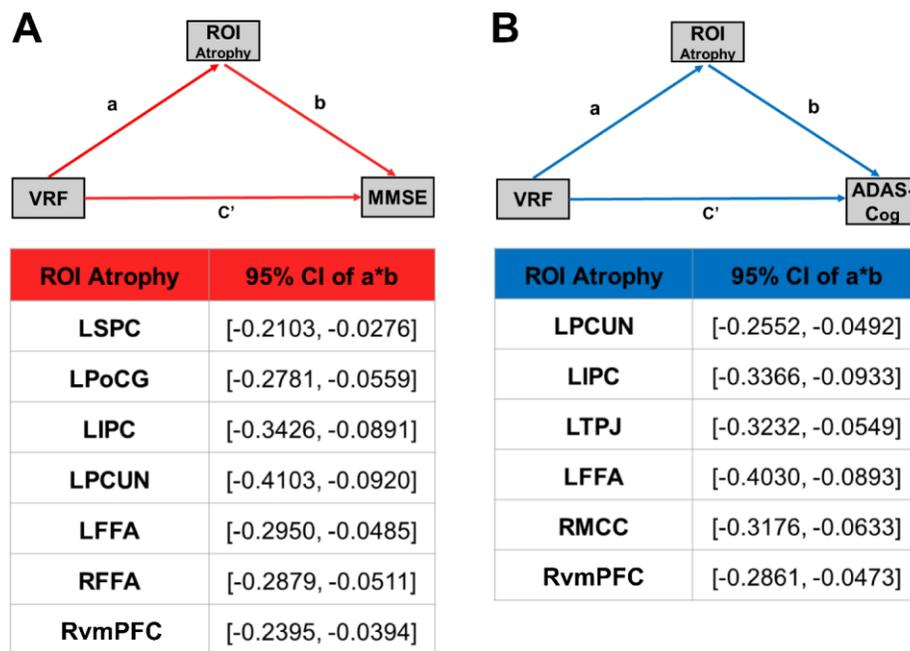 A
ROI
Atrophy
a
b
VRF
C'
MMSE
ROI Atrophy 95% CI of a*b
LSPC [-0.2103, -0.0276]
LPoCG [-0.2781, -0.0559]
LIPC [-0.3426, -0.0891]
LPCUN [-0.4103, -0.0920]
LFFA [-0.2950, -0.0485]
RFFA [-0.2879, -0.0511]
RvmPFC [-0.2395, -0.0394]
B
ROI
Atrophy
a
b
VRF
C'
ADAS-
Cog
ROI Atrophy 95% CI of a*b
LPCUN [-0.2552, -0.0492]
LIPC [-0.3366, -0.0933]
LTPJ [-0.3232, -0.0549]
LFFA [-0.4030, -0.0893]
RMCC [-0.3176, -0.0633]
RvmPFC [-0.2861, -0.0473]